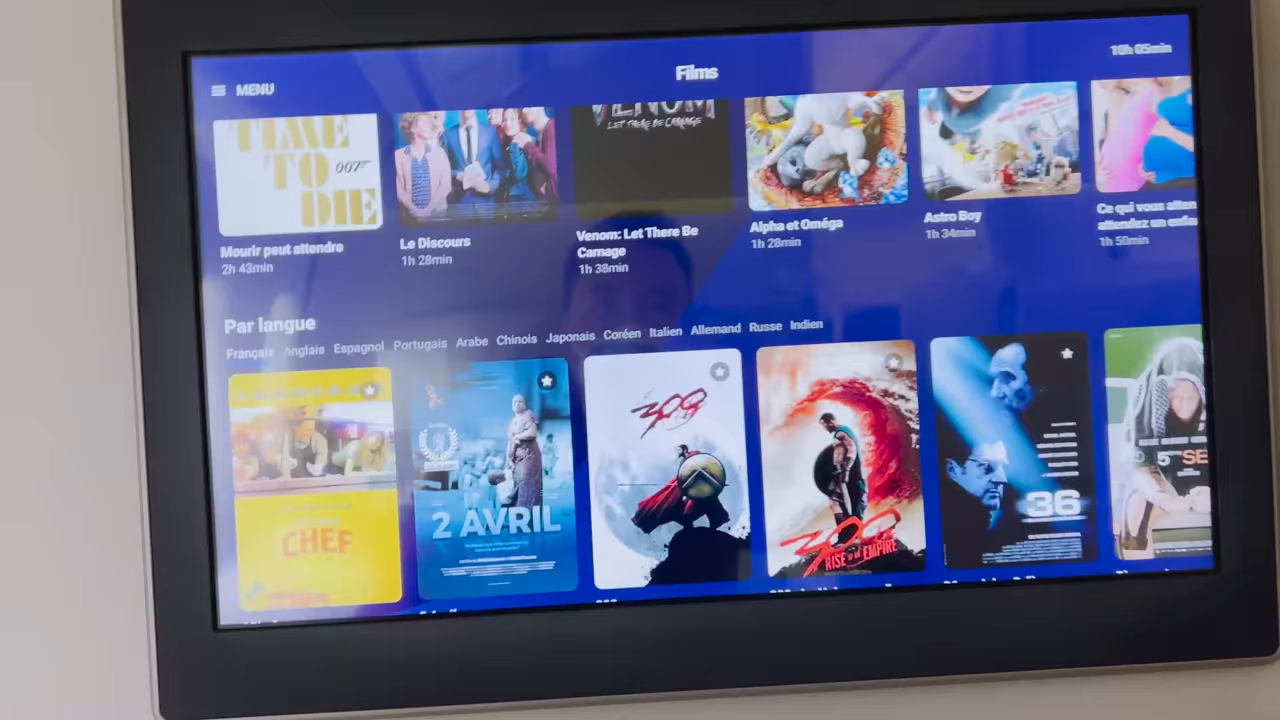 10h 05min
MENU
Films
TIME
TO
DIE
007
VENOM
LET THERE BE CARNAGE
Mourir peut attendre
2h 43min
Le Discours
1h 28min
Venom: Let There Be
Carnage
1h 38min
Alpha et Oméga
1h 28min
Astro Boy
1h 34min
Ce qui vous atten
attendez un enfa
1h 50min
Par langue
Français Anglais Espagnol Portugais Arabe Chinois Japonais Coréen Italien Allemand Russe Indien
CHEF
2 AVRIL
300
300
RISE OF AN EMPIRE
36
5ÈME SE